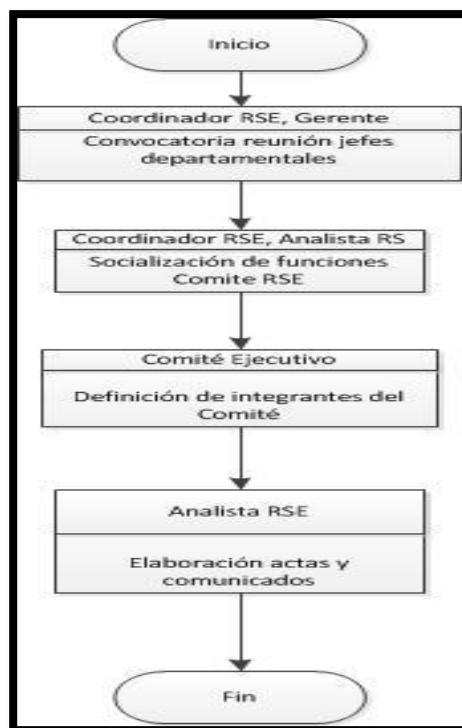 Inicio
Coordinador RSE, Gerente
Convocatoria reunión jefes
departamentales
Coordinador RSE, Analista RS
Socialización de funciones
Comite RSE
Comité Ejecutivo
Definición de integrantes del
Comité
Analista RSE
Elaboración actas y
comunicados
Fin